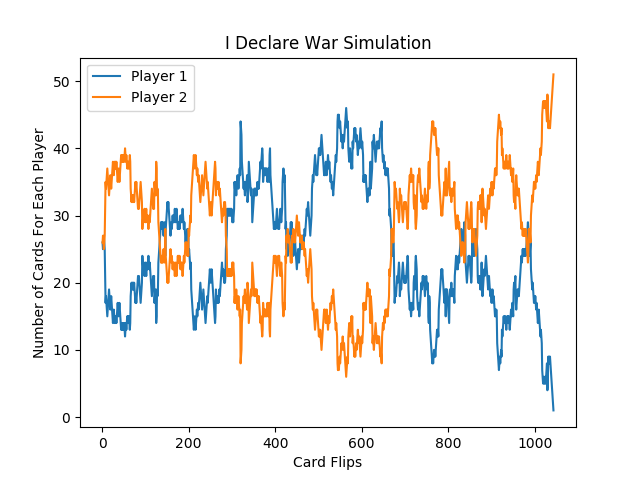 I Declare War Simulation
Player 1
Player 2
Number of Cards For Each Player
50
40
30
20
10
0
0 200 400 600 800 1000
Card Flips